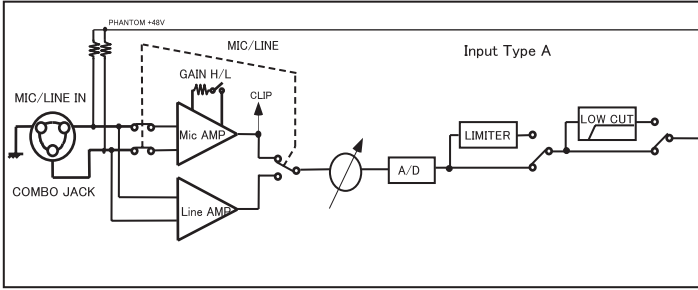 PHANTOM +48V
MIC/LINE
Input Type A
GAIN H/L
MIC/LINE IN
CLIP
Mic AMP
LOW CUT
LIMITER
A/D
COMBO JACK
Line AMP